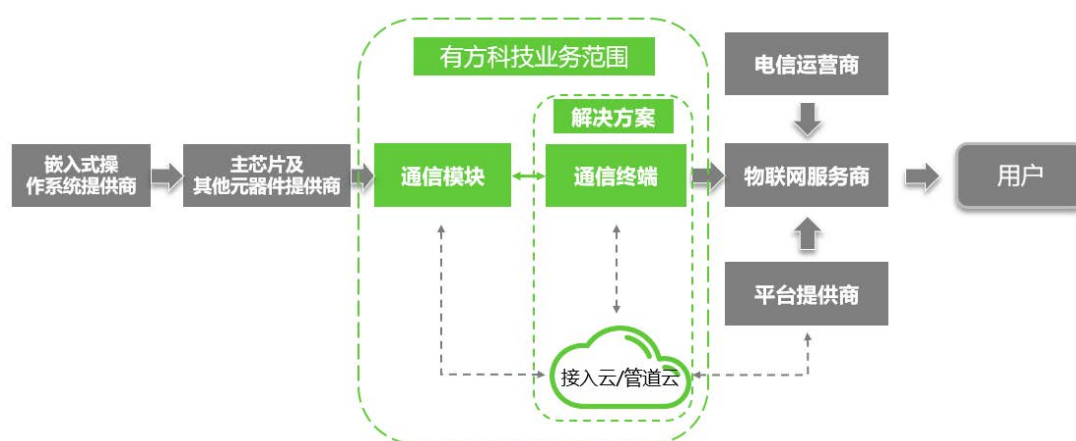 有方科技业务范围
电信运营商
解决方案
嵌入式操
作系统提供商
主芯片及
其他元器件提供商
通信模块
通信终端
物联网服务商
用户
平台提供商
接入云/管道云